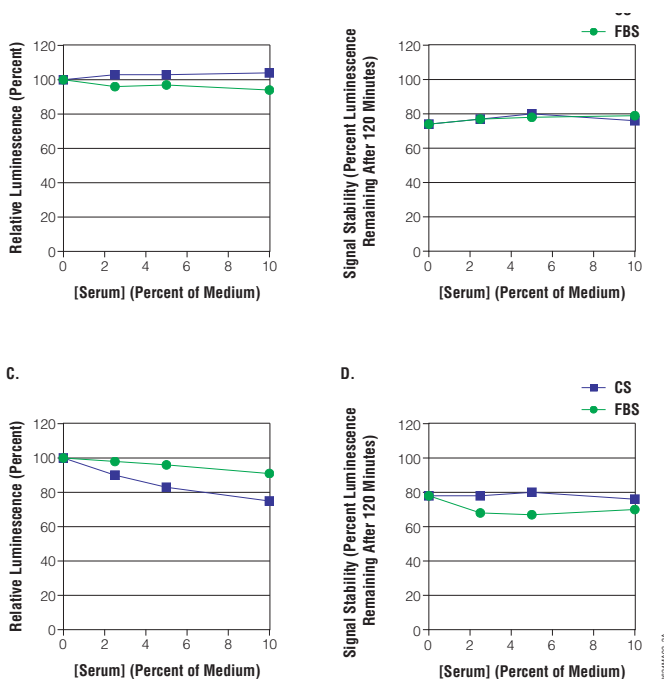 FBS
Relative Luminescence (Percent)
120
100
80
60
40
20
0
0 2 4 6 8 10
[Serum] (Percent of Medium)
Signal Stability (Percent Luminescence
Remaining After 120 Minutes)
120
100
80
60
40
20
0
0 2 4 6 8 10
[Serum] (Percent of Medium)
C.
Relative Luminescence (Percent)
120
100
80
60
40
20
0
0 2 4 6 8 10
[Serum] (Percent of Medium)
D.
CS
FBS
Signal Stability (Percent Luminescence
Remaining After 120 Minutes)
120
100
80
60
40
20
0
0 2 4 6 8 10
[Serum] (Percent of Medium)